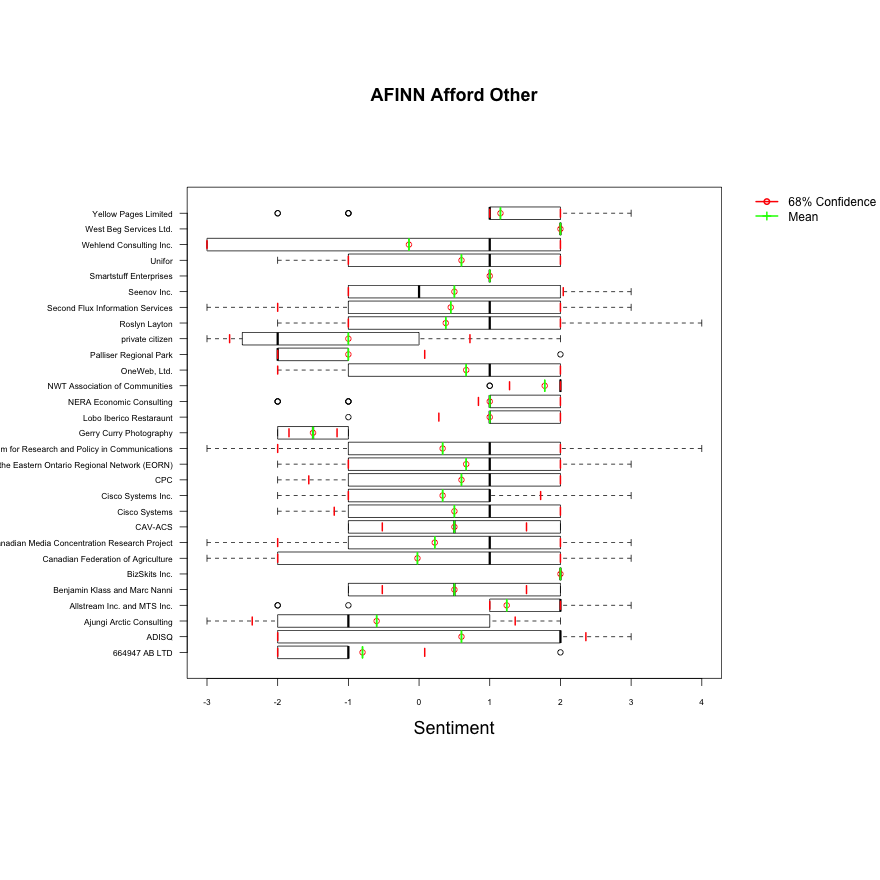 AFINN Afford Other
68% Confidence
Mean
Yellow Pages Limited
West Beg Services Ltd.
Wehlend Consulting Inc.
Unifor
Smartstuff Enterprises
Seenov Inc.
Second Flux Information Services
Roslyn Layton
private citizen
Palliser Regional Park
OneWeb, Ltd.
NWT Association of Communities
NERA Economic Consulting
Lobo Iberico Restaraunt
Gerry Curry Photography
for Research and Policy in Communications
the Eastern Ontario Regional Network (EORN)
CPC
Cisco Systems Inc.
Cisco Systems
CAV-ACS
Media Concentration Research Project
Canadian Federation of Agriculture
BizSkits Inc.
Benjamin Klass and Marc Nanni
Allstream Inc. and MTS Inc.
Ajungi Arctic Consulting
ADISQ
664947 AB LTD
-3 -2 -1 0 1 2 3 4
Sentiment